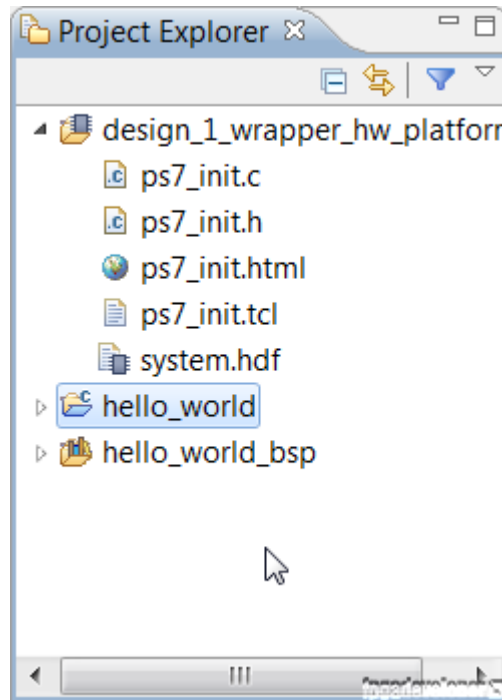 Project Explorer
design_1_wrapper_hw_platform
ps7_init.c
ps7_init.h
ps7_init.html
ps7_init.tcl
system.hdf
hello_world
hello_world_bsp